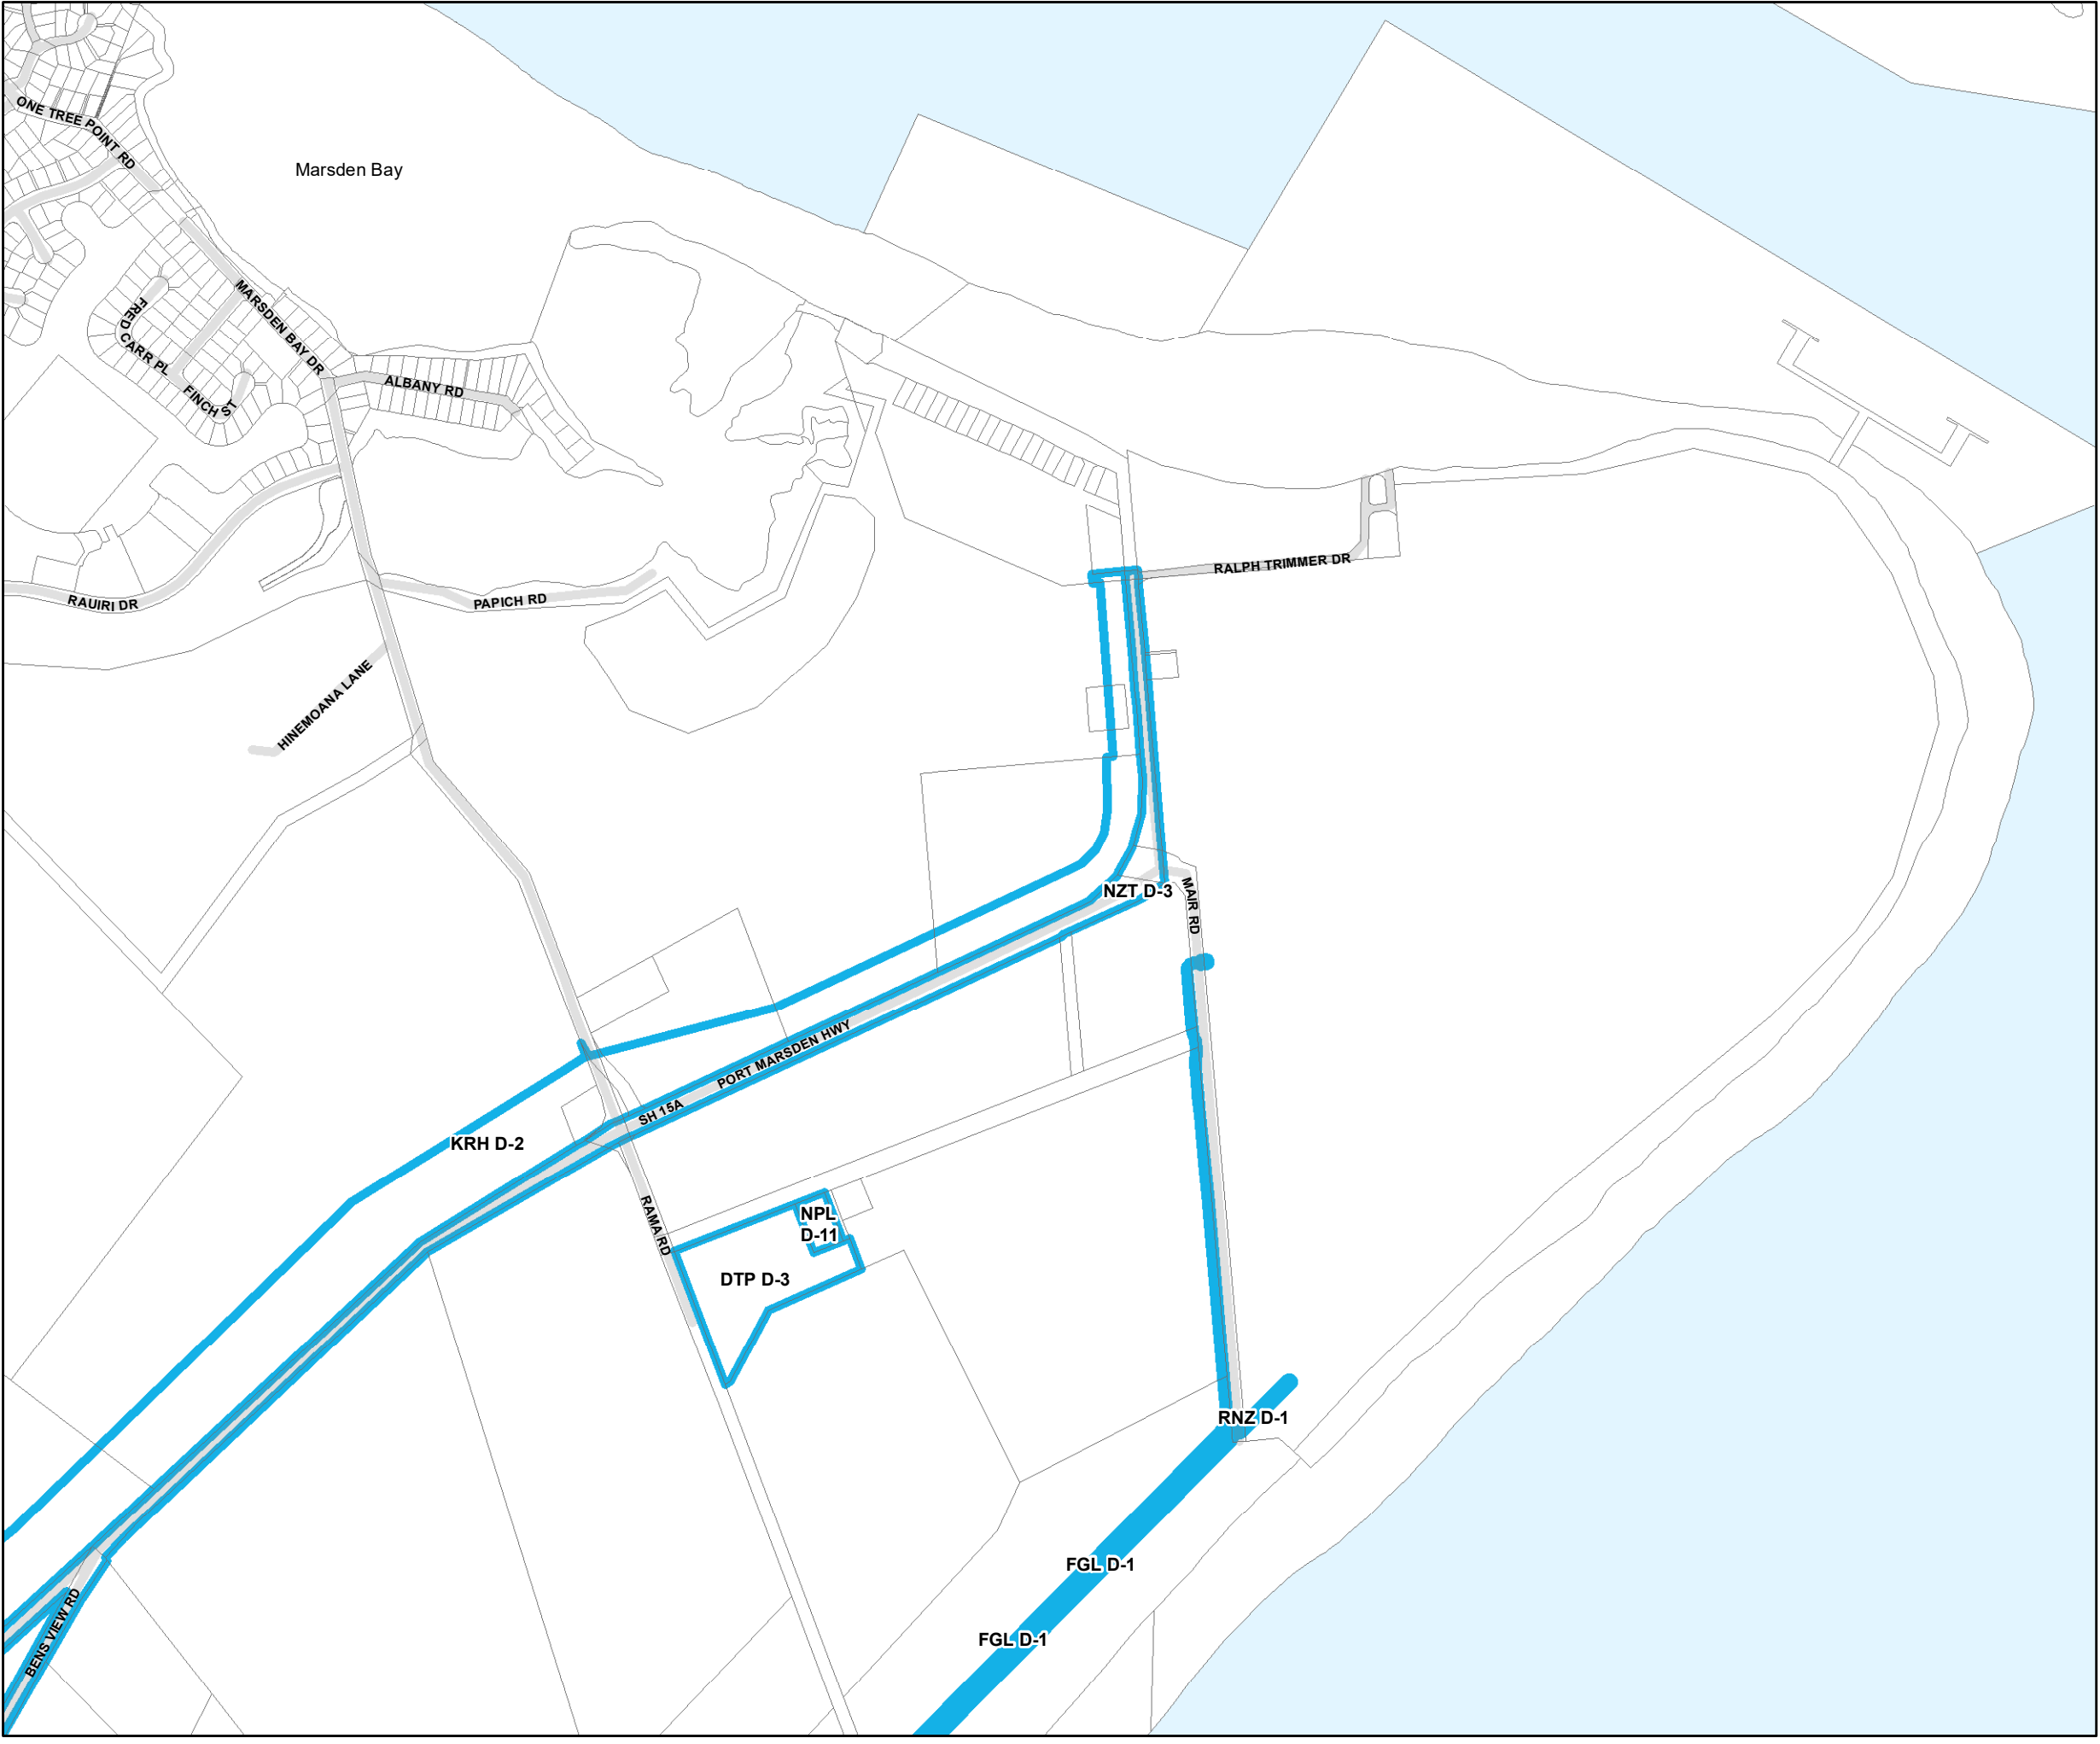 ONE TREE POINT RD
Marsden Bay
MARSDEN BAY DR
FRED CARR PL
FINCH ST
ALBANY RD
RALPH TRIMMER DR
RAUIRI DR
PAPICH RD
HINEMOANA LANE
NZT D-3
MAIR RD
PORT MARSDEN HWY
SH 15A
KRH D-2
RAMA RD
NPL
D-11
DTP D-3
RNZ D-1
FGL D-1
FGL D-1
BENS VIEW RD